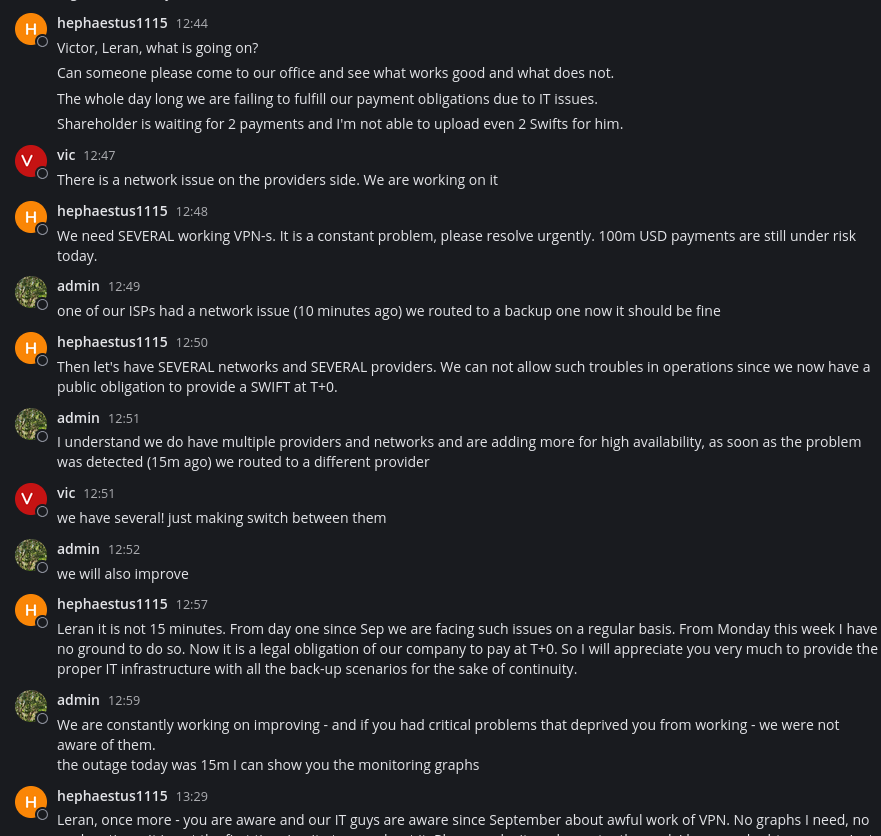 H hephaestus1115 12:44
Victor, Leran, what is going on?
Can someone please come to our office and see what works good and what does not.
The whole day long we are failing to fulfill our payment obligations due to IT issues.
Shareholder is waiting for 2 payments and I'm not able to upload even 2 Swifts for him.
V vic 12:47
There is a network issue on the providers side. We are working on it
H hephaestus1115 12:48
We need SEVERAL working VPN-s. It is a constant problem, please resolve urgently. 100m USD payments are still under risk
today.
admin 12:49
one of our ISPs had a network issue (10 minutes ago) we routed to a backup one now it should be fine
H hephaestus1115 12:50
Then let's have SEVERAL networks and SEVERAL providers. We can not allow such troubles in operations since we now have a
public obligation to provide a SWIFT at T+0.
admin 12:51
I understand we do have multiple providers and networks and are adding more for high availability, as soon as the problem
was detected (15m ago) we routed to a different provider
V vic 12:51
we have several! just making switch between them
admin 12:52
we will also improve
H hephaestus1115 12:57
Leran it is not 15 minutes. From day one since Sep we are facing such issues on a regular basis. From Monday this week I have
no ground to do so. Now it is a legal obligation of our company to pay at T+0. So I will appreciate you very much to provide the
proper IT infrastructure with all the back-up scenarios for the sake of continuity.
admin 12:59
We are constantly working on improving - and if you had critical problems that deprived you from working - we were not
aware of them.
the outage today was 15m I can show you the monitoring graphs
H hephaestus1115 13:29
Leran, once more - you are aware and our IT guys are aware since September about awful work of VPN. No graphs I need, no